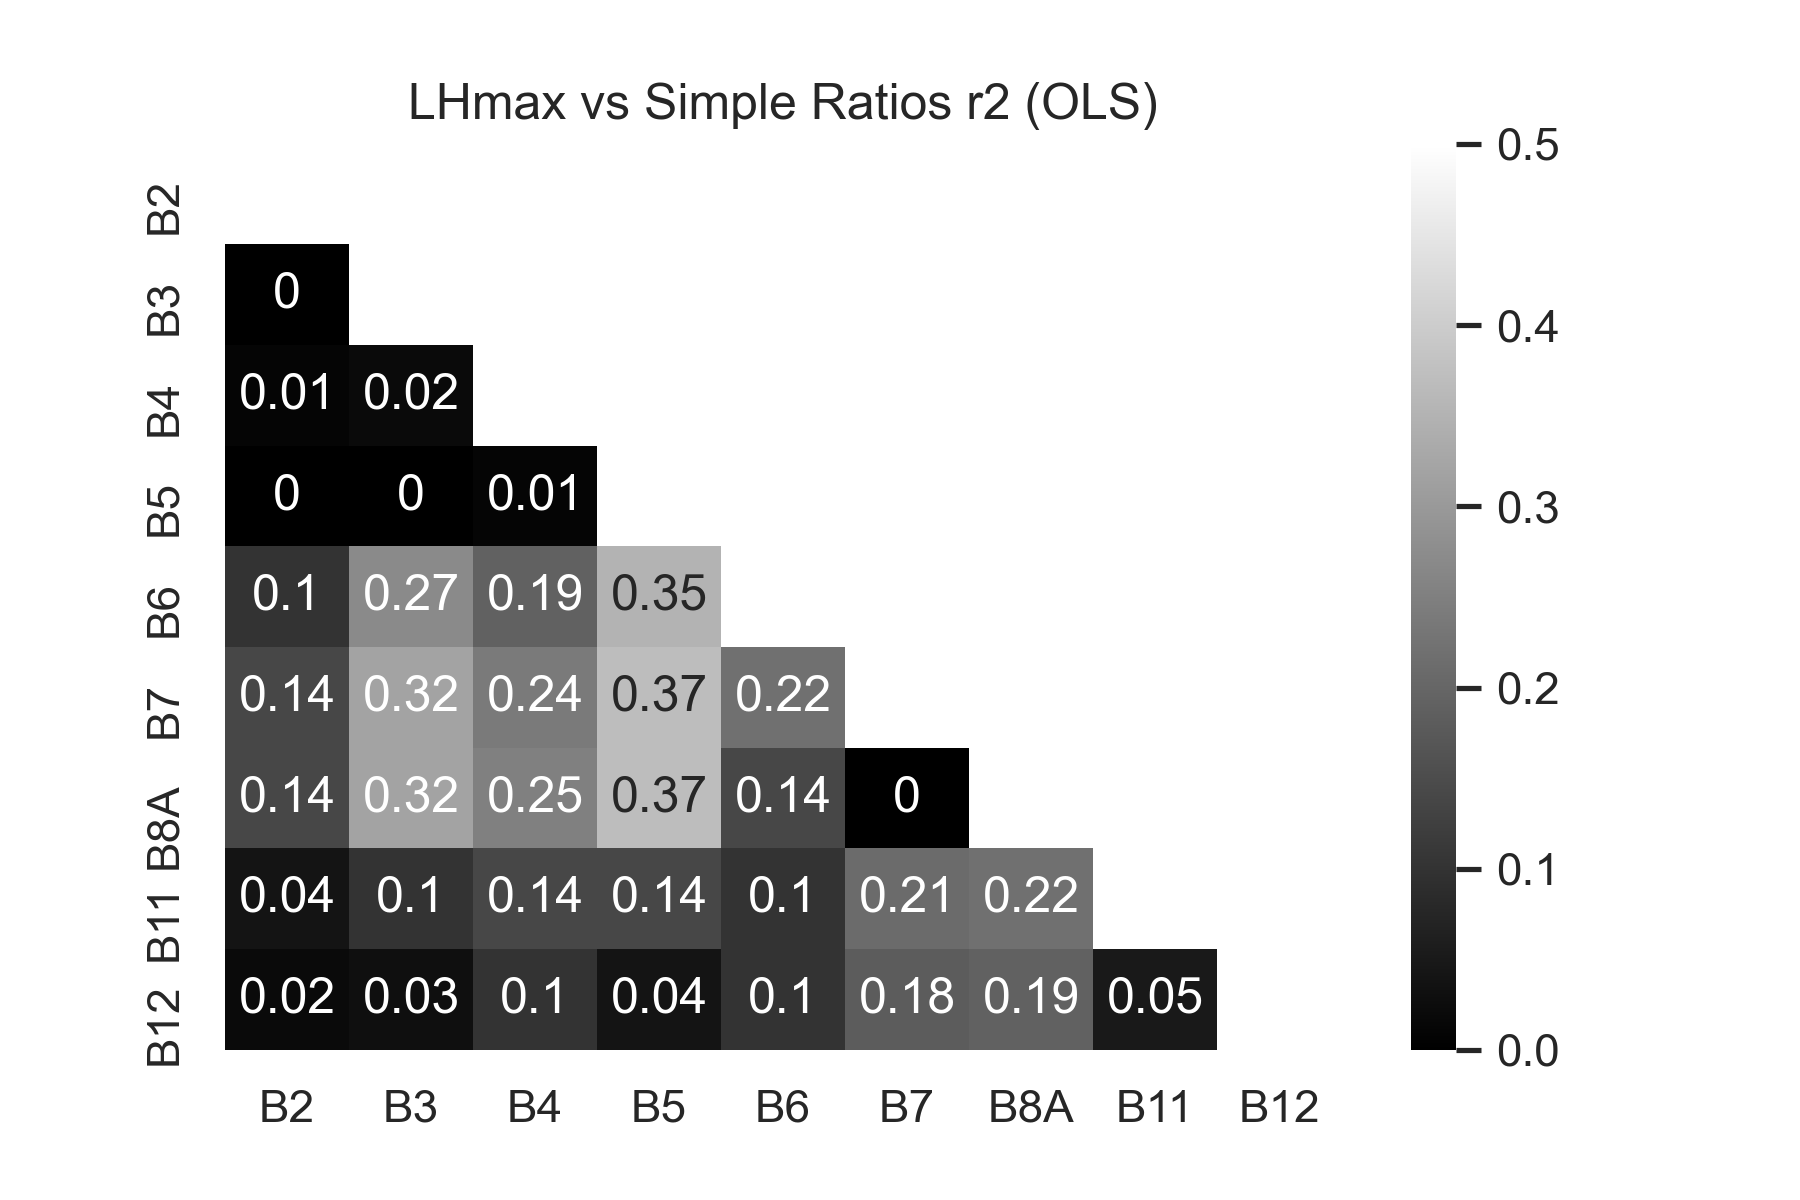 LHmax vs Simple Ratios r2 (OLS)
0.5
B2
B3 0
0.4
B4 0.01 0.02
B5 0 0 0.01
0.3
B6 0.1 0.27 0.19 0.35
B7 0.14 0.32 0.24 0.37 0.22
0.2
B8A 0.14 0.32 0.25 0.37 0.14 0
B11 0.04 0.1 0.14 0.14 0.1 0.21 0.22
0.1
B12 0.02 0.03 0.1 0.04 0.1 0.18 0.19 0.05
0.0
B2 B3 B4 B5 B6 B7 B8A B11 B12